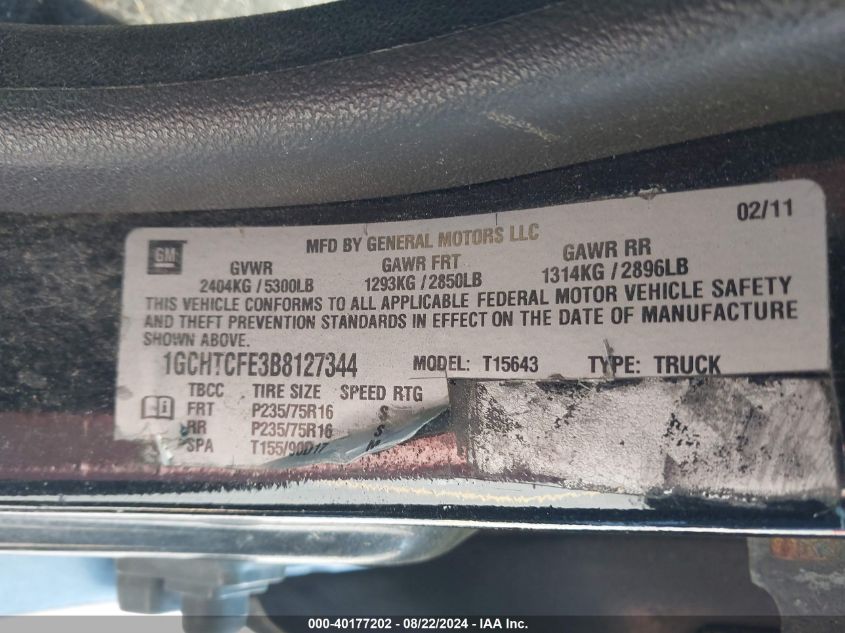 02/11
GM
MFD BY GENERAL MOTORS LLC
GVWR GAWR FRT GAWR RR
2404KG / 5300LB 1293KG / 2850LB 1314KG / 2896LB
THIS VEHICLE CONFORMS TO ALL APPLICABLE FEDERAL MOTOR VEHICLE SAFETY
AND THEFT PREVENTION STANDARDS IN EFFECT ON THE DATE OF MANUFACTURE
SHOWN ABOVE.
1GCHTCFE3B8127344 MODEL: T15643 TYPE: TRUCK
TBCC TIRE SIZE SPEED RTG
FRT P235/75R16 S
RR P235/75R16 S
SPA T155/90D17 M
000-40177202 - 08/22/2024 - IAA Inc.